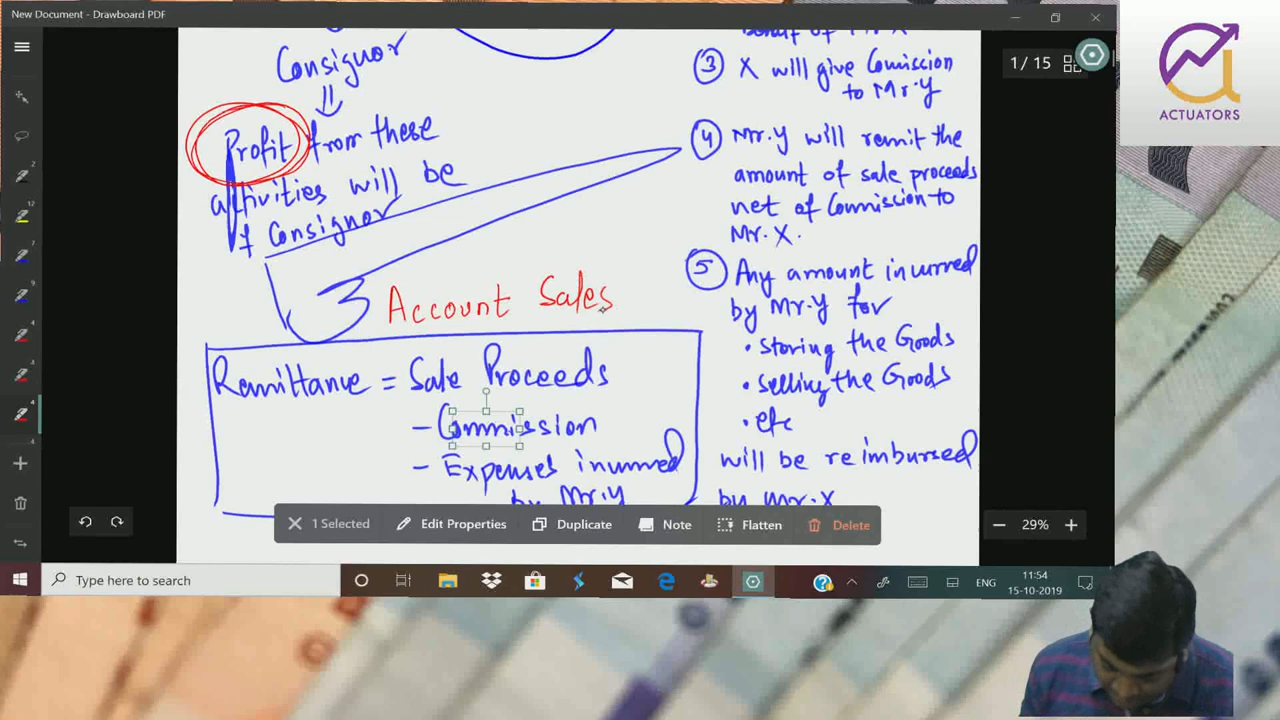 New Document - Drawboard PDF
Consignor
⇓
Profit from these
activities will be
f Consignor
Account Sales
Remittance = Sale Proceeds
- Commission
- Expenses incurred
by Mr.Y
behalf of Mr X
③ X will give Comission
to Mr.Y
④ Mr.Y will remit the
amount of sale proceeds
net of Commission to
Mr. X.
⑤ Any amount incurred
by Mr.Y for
• storing the Goods
• selling the Goods
• etc
will be reimbursed
by Mr.X
1 / 15
ACTUATORS
1 Selected
Edit Properties
Duplicate
Note
Flatten
Delete
29%
Type here to search
ENG
11:54
15-10-2019